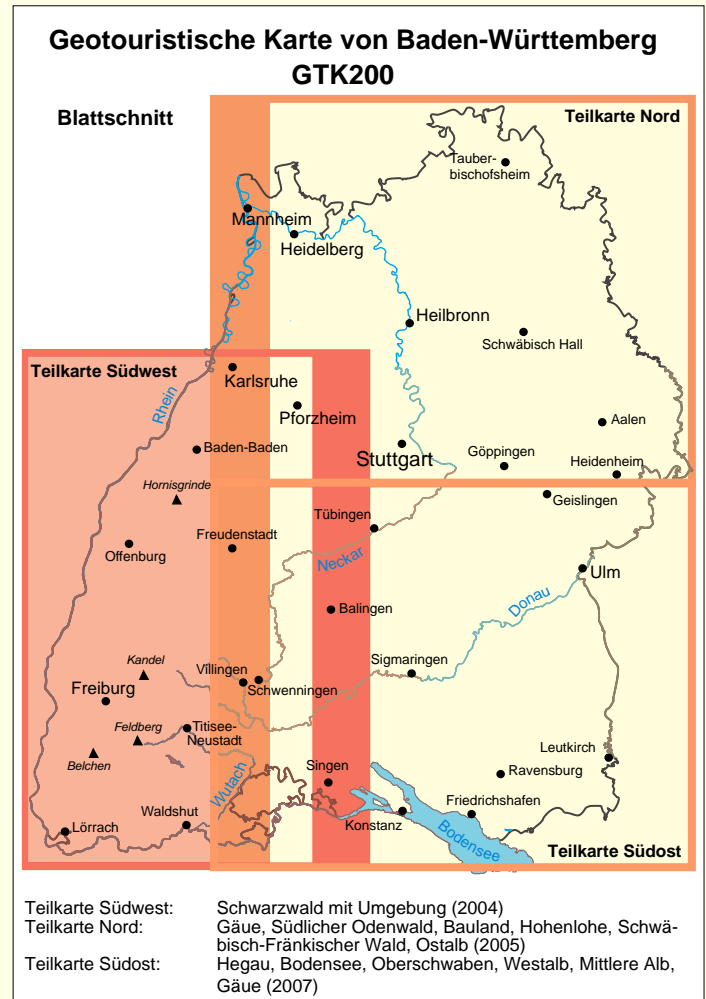 Geotouristische Karte von Baden-Württemberg
GTK200
Blattschnitt
Teilkarte Nord
Tauber-
bischofsheim
Mannheim
Heidelberg
Heilbronn
Schwäbisch Hall
Teilkarte Südwest
Karlsruhe
Rhein
Pforzheim
Aalen
Baden-Baden
Stuttgart
Göppingen
Heidenheim
Hornisgrinde
Geislingen
Tübingen
Offenburg
Freudenstadt
Neckar
Ulm
Balingen
Donau
Kandel
Villingen
Schwenningen
Sigmaringen
Freiburg
Feldberg
Titisee-
Neustadt
Belchen
Leutkirch
Singen
Ravensburg
Wutach
Waldshut
Lörrach
Konstanz
Friedrichshafen
Bodensee
Teilkarte Südost
Teilkarte Südwest: Schwarzwald mit Umgebung (2004)
Teilkarte Nord: Gäue, Südlicher Odenwald, Bauland, Hohenlohe, Schwä-
bisch-Fränkischer Wald, Ostalb (2005)
Teilkarte Südost: Hegau, Bodensee, Oberschwaben, Westalb, Mittlere Alb,
Gäue (2007)